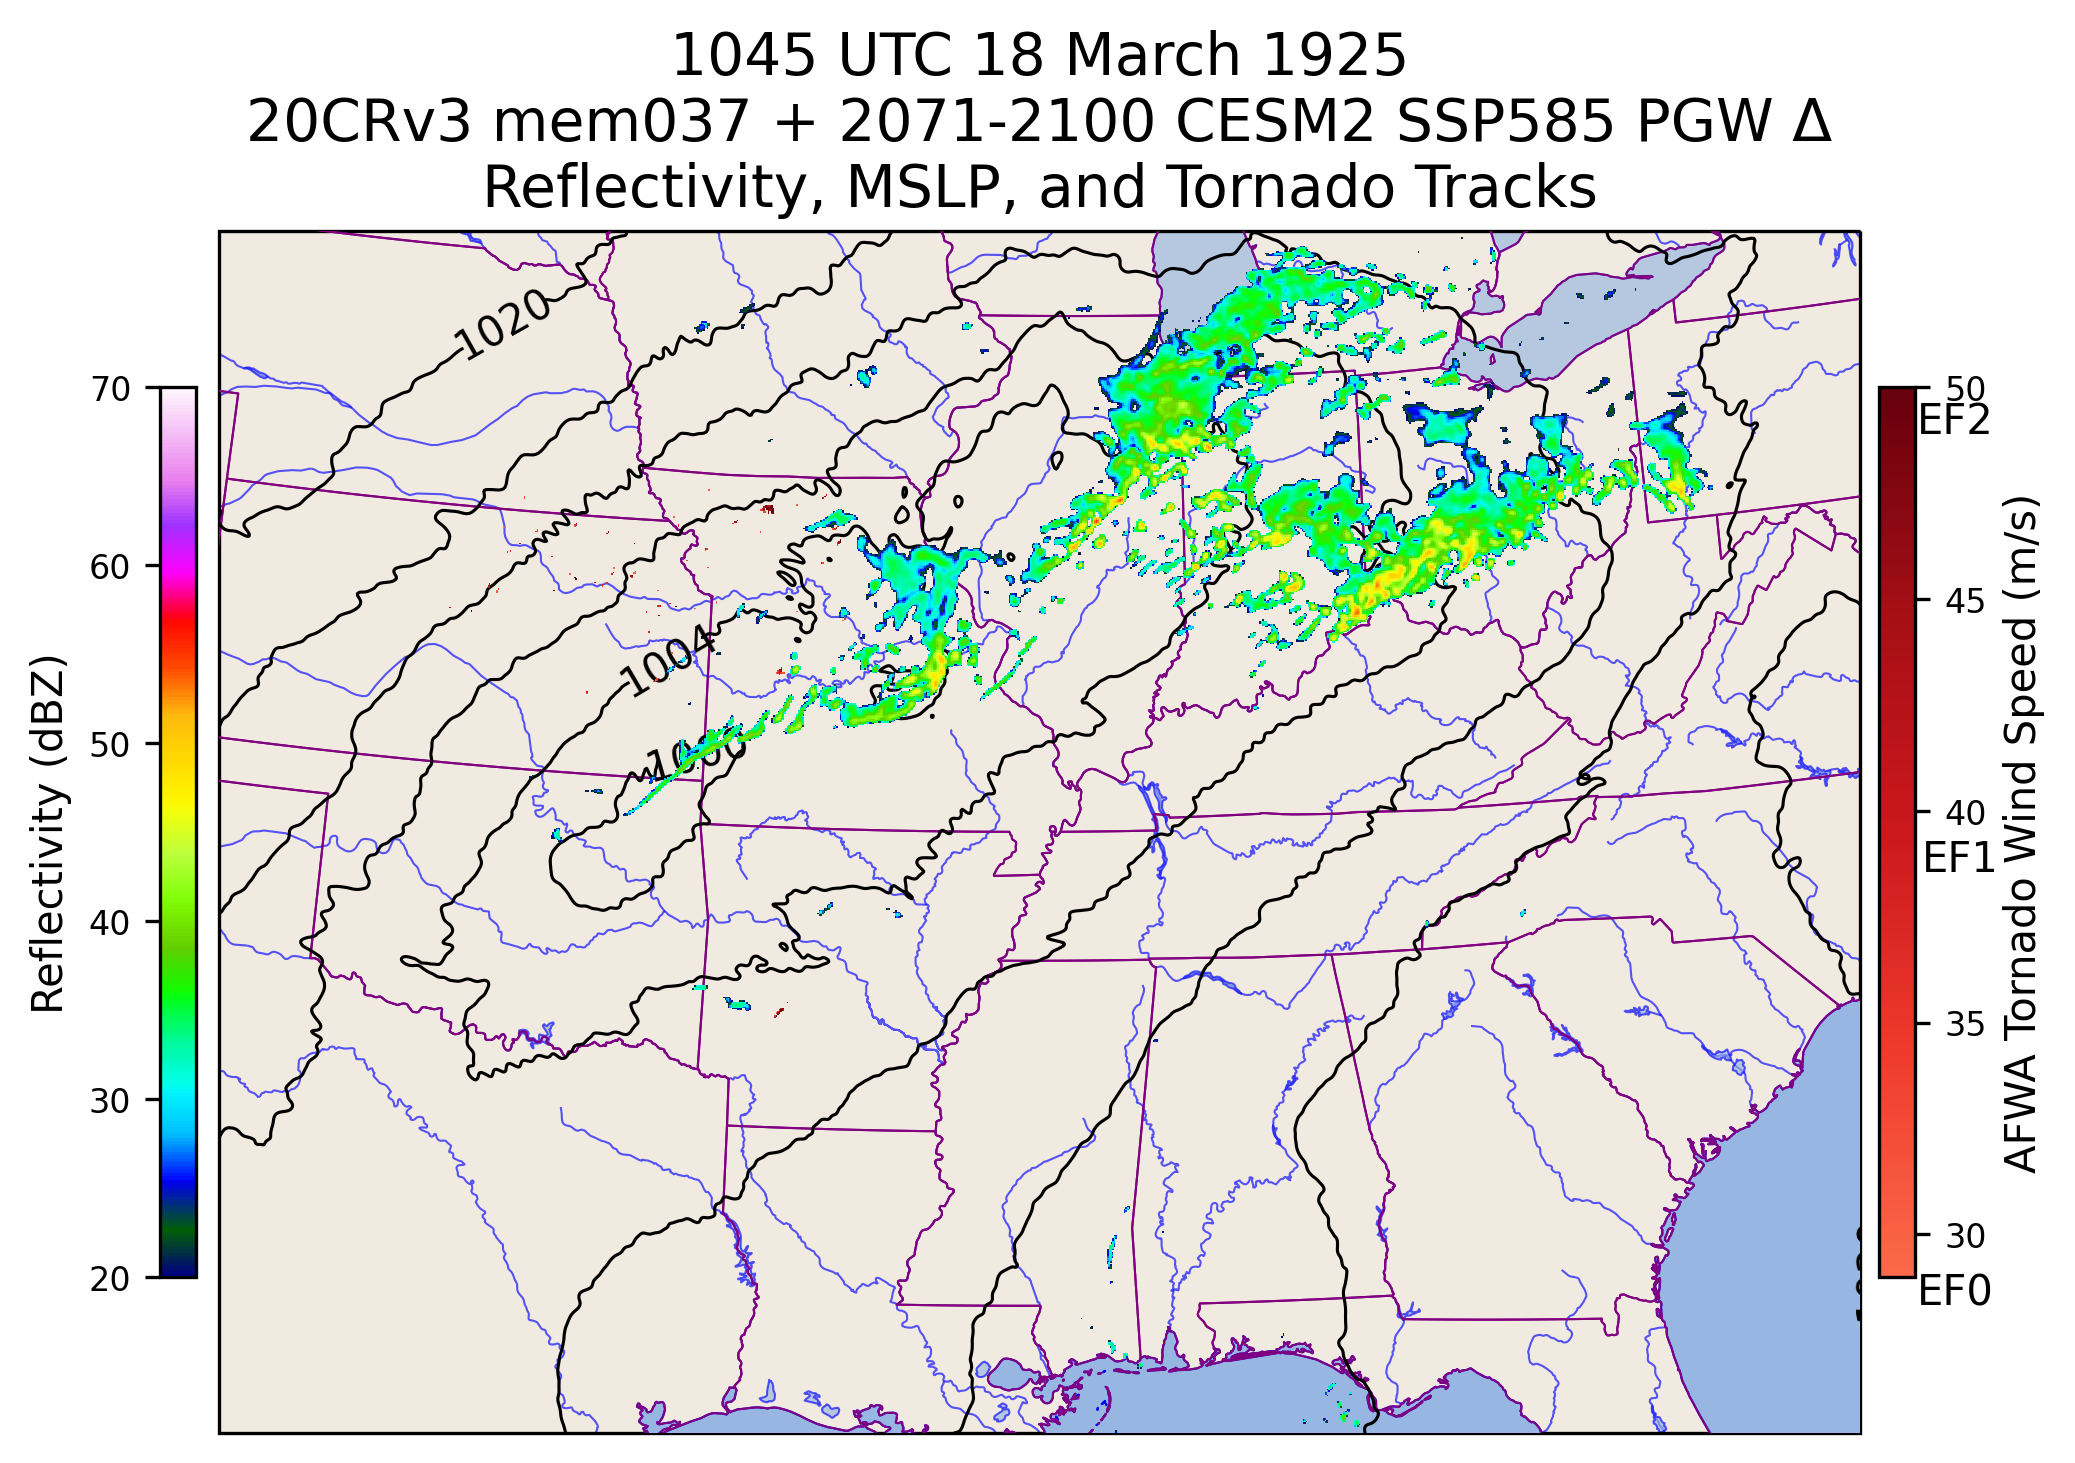 1045 UTC 18 March 1925
20CRv3 mem037 + 2071-2100 CESM2 SSP585 PGW Δ
Reflectivity, MSLP, and Tornado Tracks
1020
1004
1000
70
60
50
40
30
20
Reflectivity (dBZ)
50
EF2
45
40
EF1
35
30
EF0
AFWA Tornado Wind Speed (m/s)